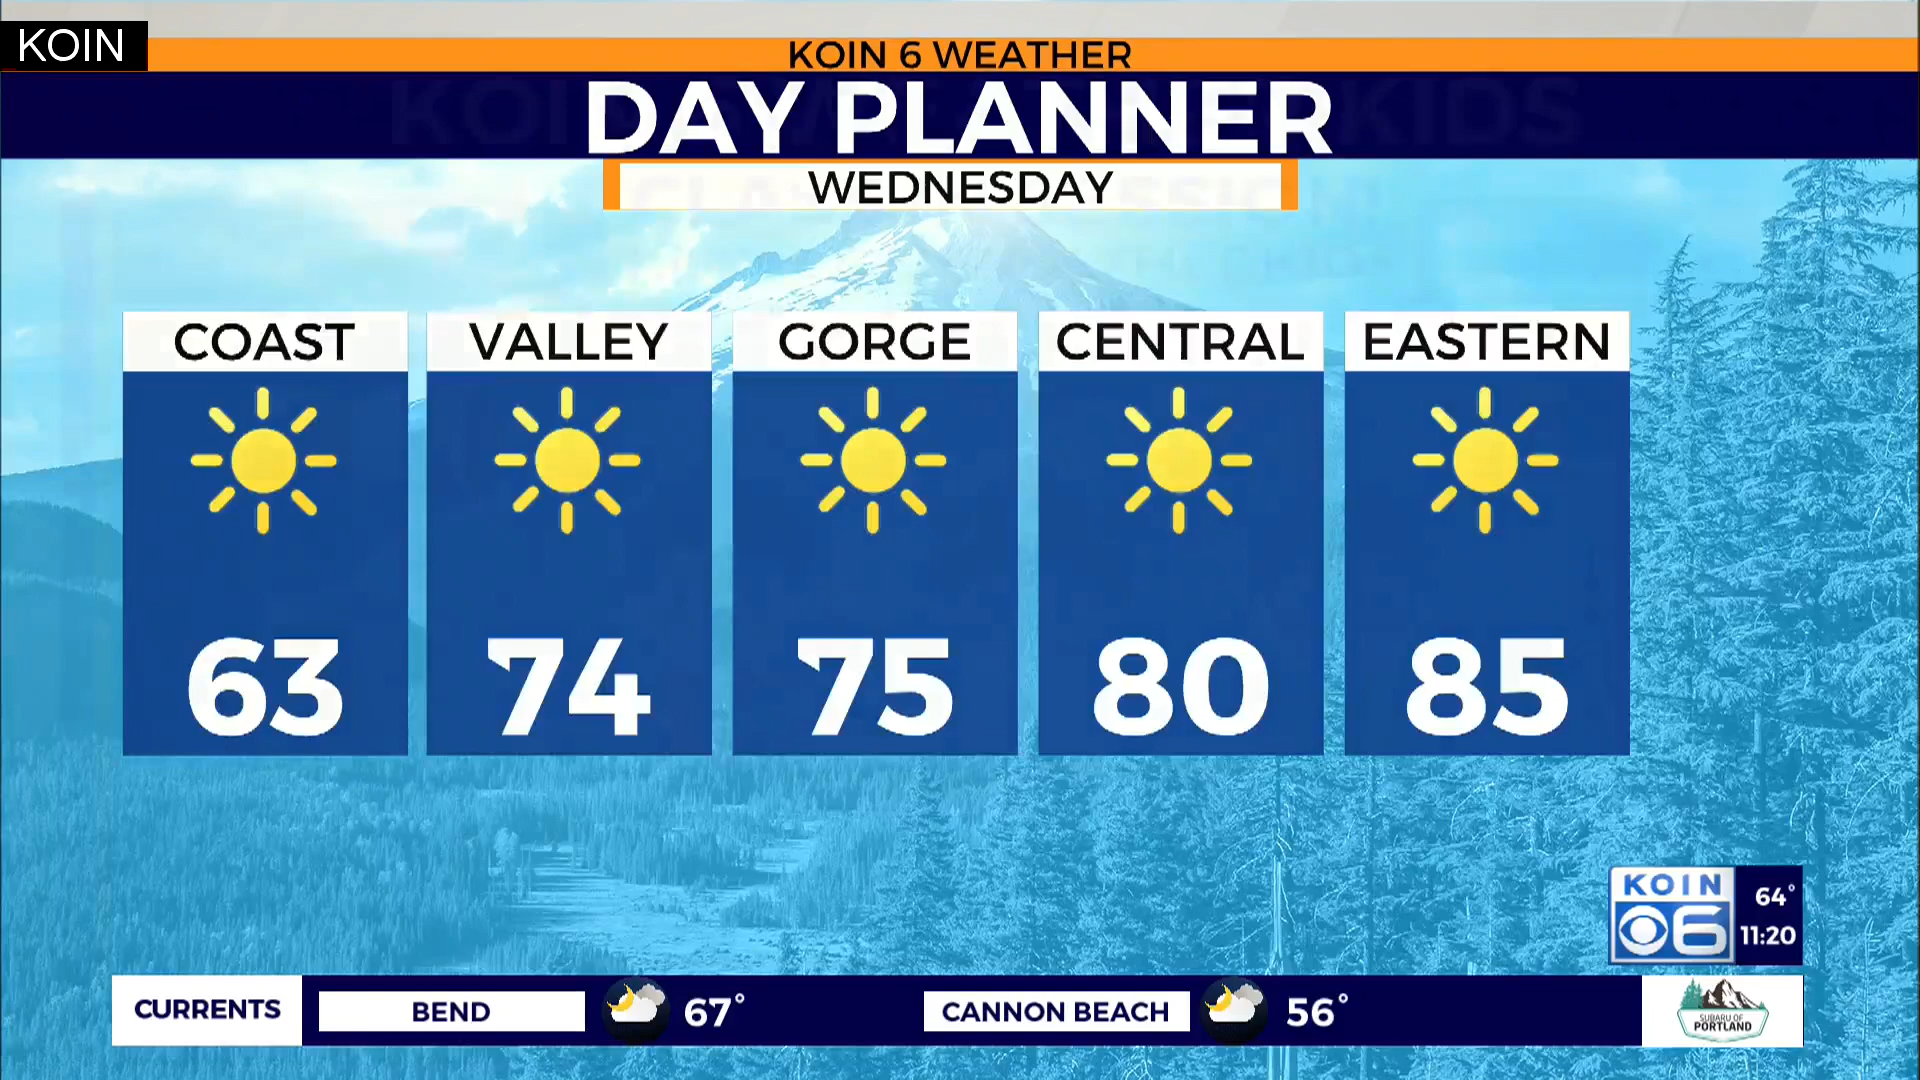 KOIN
KOIN 6 WEATHER
DAY PLANNER
WEDNESDAY
COAST
VALLEY
GORGE
CENTRAL
EASTERN
63
74
75
80
85
KOIN
6
64°
11:20
CURRENTS
BEND
67°
CANNON BEACH
56°
SUBARU OF
PORTLAND